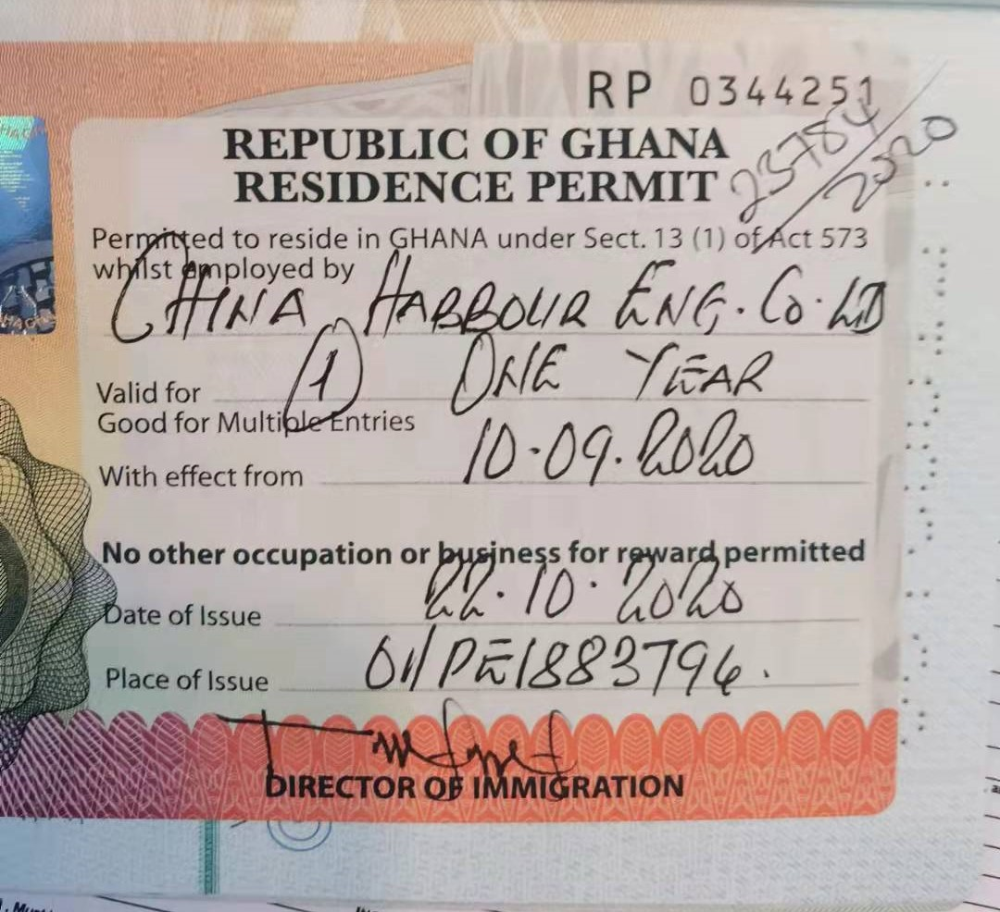 RP 0344251
23784/2020
REPUBLIC OF GHANA
RESIDENCE PERMIT
Permitted to reside in GHANA under Sect. 13 (1) of Act 573
whilst employed by
CHINA HARBOUR ENG. CO. LTD
Valid for (1) ONE YEAR
Good for Multiple Entries
With effect from 10.09.2020
No other occupation or business for reward permitted
Date of Issue 22.10.2020
Place of Issue 01/PE1883794.
DIRECTOR OF IMMIGRATION